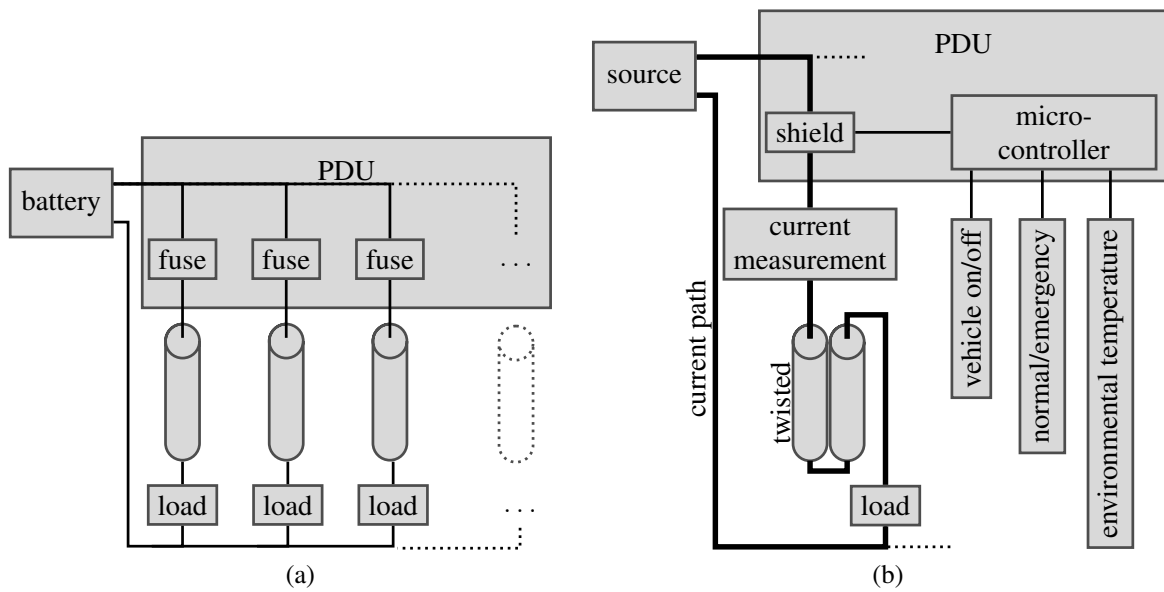 PDU
battery
fuse
fuse
fuse
. . .
load
load
load
. . .
(a)
PDU
source
shield
micro-
controller
current
measurement
current path
twisted
load
vehicle on/off
normal/emergency
environmental temperature
(b)